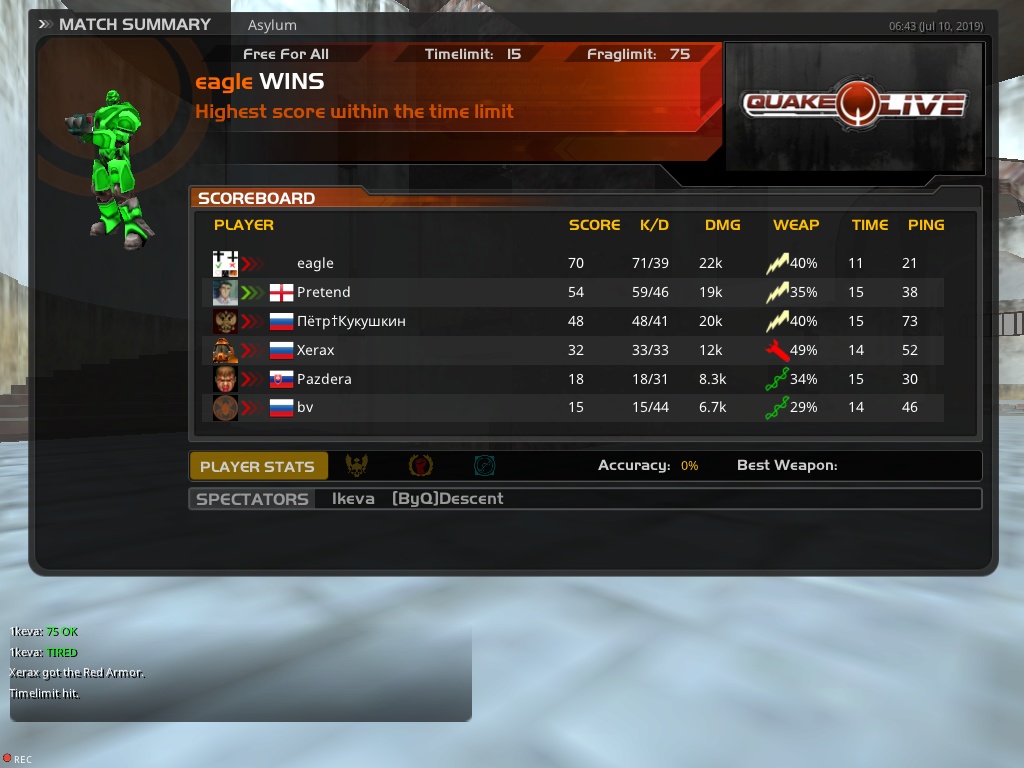 MATCH SUMMARY Asylum 06:43 (Jul 10, 2019)
Free For All Timelimit: 15 Fraglimit: 75
eagle WINS
Highest score within the time limit
QUAKE LIVE
SCOREBOARD
PLAYER SCORE K/D DMG WEAP TIME PING
eagle 70 71/39 22k 40% 11 21
Pretend 54 59/46 19k 35% 15 38
Пётр†Кукушкин 48 48/41 20k 40% 15 73
Xerax 32 33/33 12k 49% 14 52
Pazdera 18 18/31 8.3k 34% 15 30
bv 15 15/44 6.7k 29% 14 46
PLAYER STATS Accuracy: 0% Best Weapon:
SPECTATORS 1keva [ByQ]Descent
1keva: 75 OK
1keva: TIRED
Xerax got the Red Armor.
Timelimit hit.
REC